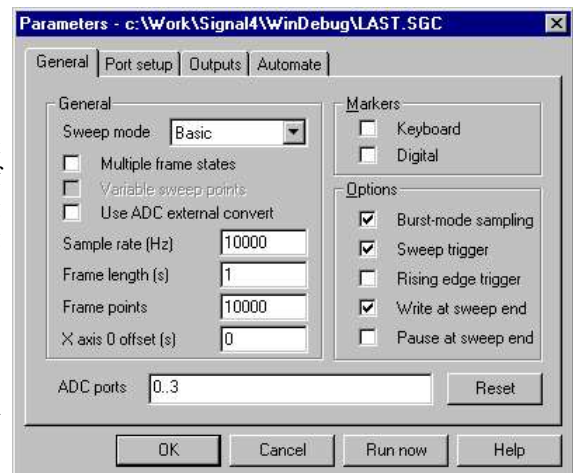 Parameters - c:\Work\Signal4\WinDebug\LAST.SGC
General Port setup Outputs Automate
General
Sweep mode Basic
Multiple frame states
Variable sweep points
Use ADC external convert
Sample rate (Hz) 10000
Frame length (s) 1
Frame points 10000
X axis 0 offset (s) 0
Markers
Keyboard
Digital
Options
Burst-mode sampling
Sweep trigger
Rising edge trigger
Write at sweep end
Pause at sweep end
ADC ports 0..3 Reset
OK Cancel Run now Help